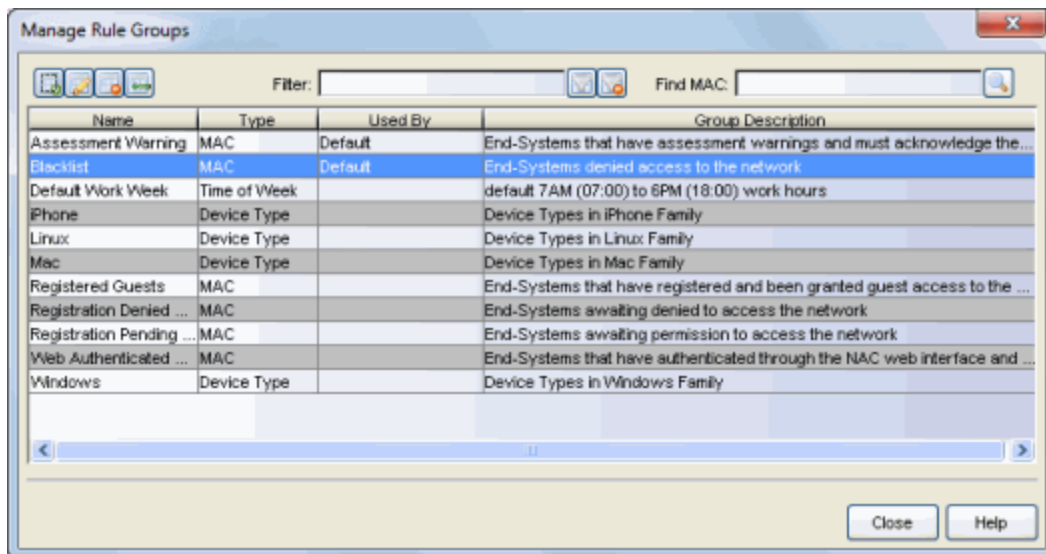 Manage Rule Groups
Filter: Find MAC:
Name Type Used By Group Description
Assessment Warning MAC Default End-Systems that have assessment warnings and must acknowledge the...
Blacklist MAC Default End-Systems denied access to the network
Default Work Week Time of Week default 7AM (07:00) to 6PM (18:00) work hours
iPhone Device Type Device Types in iPhone Family
Linux Device Type Device Types in Linux Family
Mac Device Type Device Types in Mac Family
Registered Guests MAC End-Systems that have registered and been granted guest access to the ...
Registration Denied ... MAC End-Systems awaiting denied to access the network
Registration Pending ... MAC End-Systems awaiting permission to access the network
Web Authenticated ... MAC End-Systems that have authenticated through the NAC web interface and ...
Windows Device Type Device Types in Windows Family
Close Help